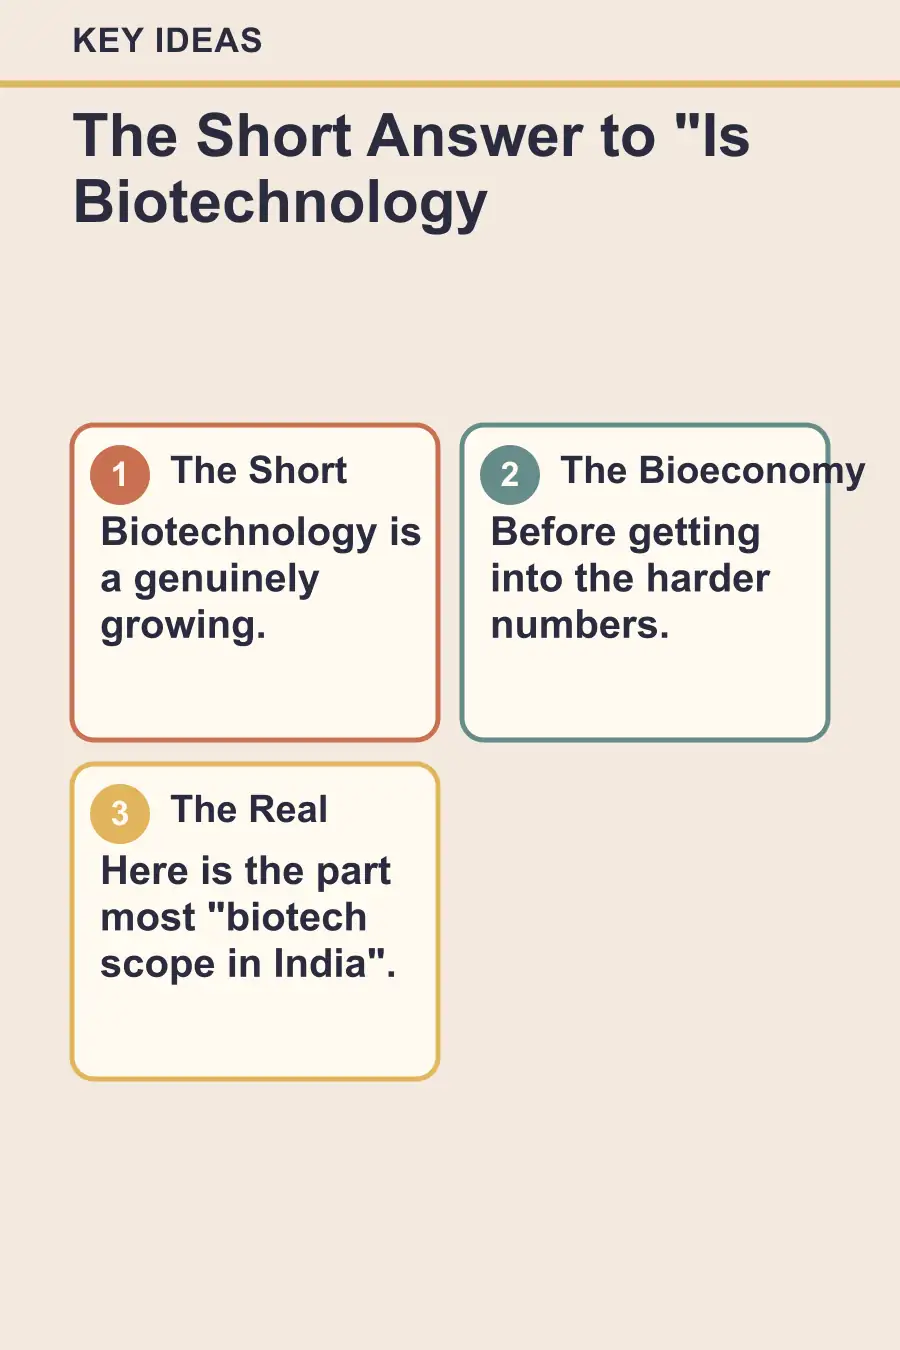 KEY IDEAS
The Short Answer to "Is
Biotechnology
1 The Short
Biotechnology is
a genuinely
growing.
2 The Bioeconomy
Before getting
into the harder
numbers.
3 The Real
Here is the part
most "biotech
scope in India".